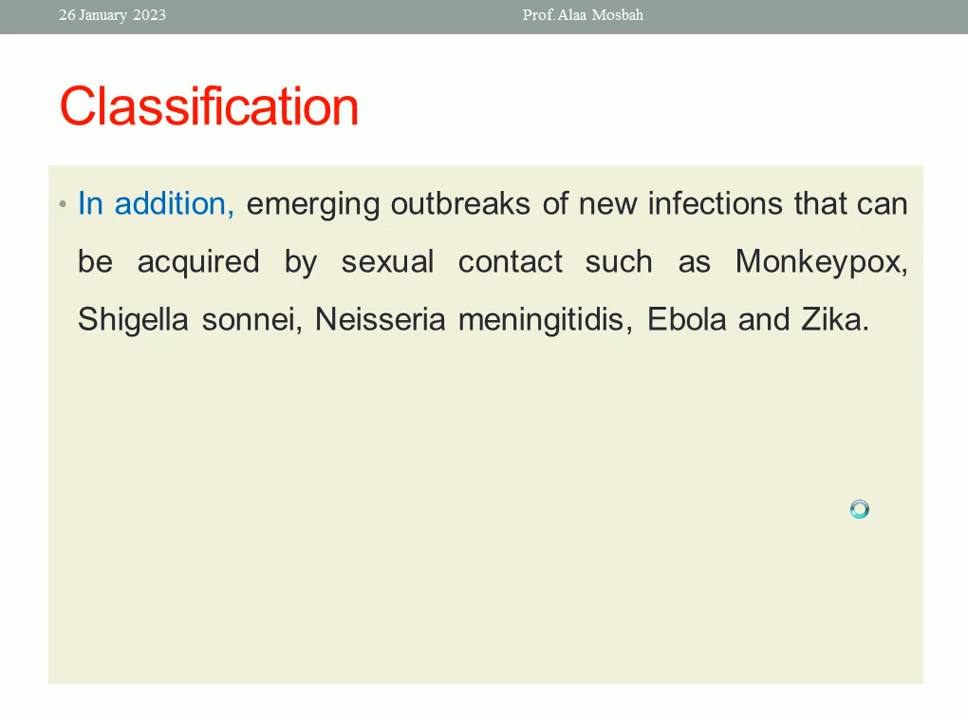 26 January 2023 Prof. Alaa Mosbah
Classification
• In addition, emerging outbreaks of new infections that can
be acquired by sexual contact such as Monkeypox,
Shigella sonnei, Neisseria meningitidis, Ebola and Zika.